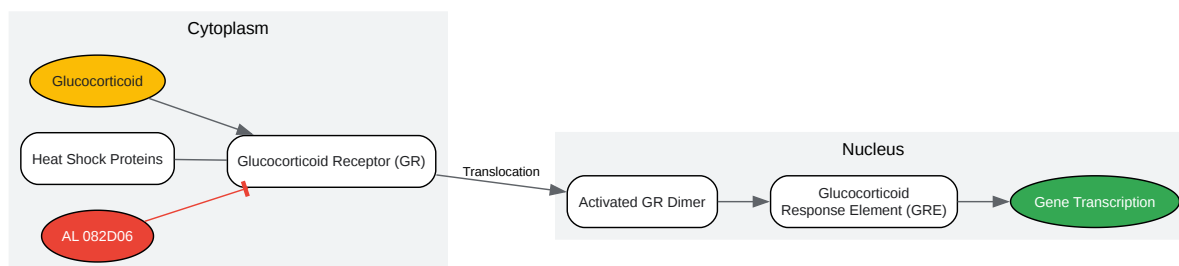 Cytoplasm
Glucocorticoid
Heat Shock Proteins
AL 082D06
Glucocorticoid Receptor (GR)
Translocation
Nucleus
Activated GR Dimer
Glucocorticoid
Response Element (GRE)
Gene Transcription